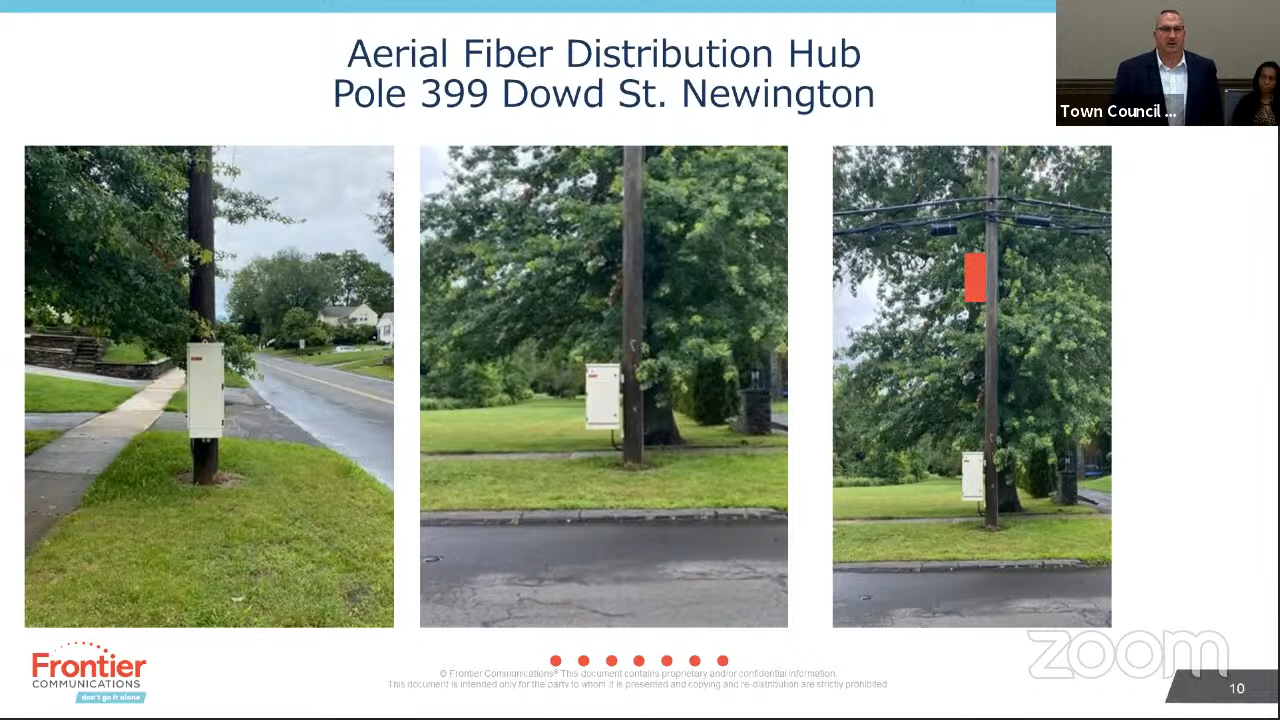 Aerial Fiber Distribution Hub
Pole 399 Dowd St. Newington
Town Council ...
Frontier
COMMUNICATIONS
don't go it alone
© Frontier Communications® This document contains proprietary and/or confidential information.
This document is intended only for the party to whom it is presented and copying and re-distribution are strictly prohibited
zoom
10